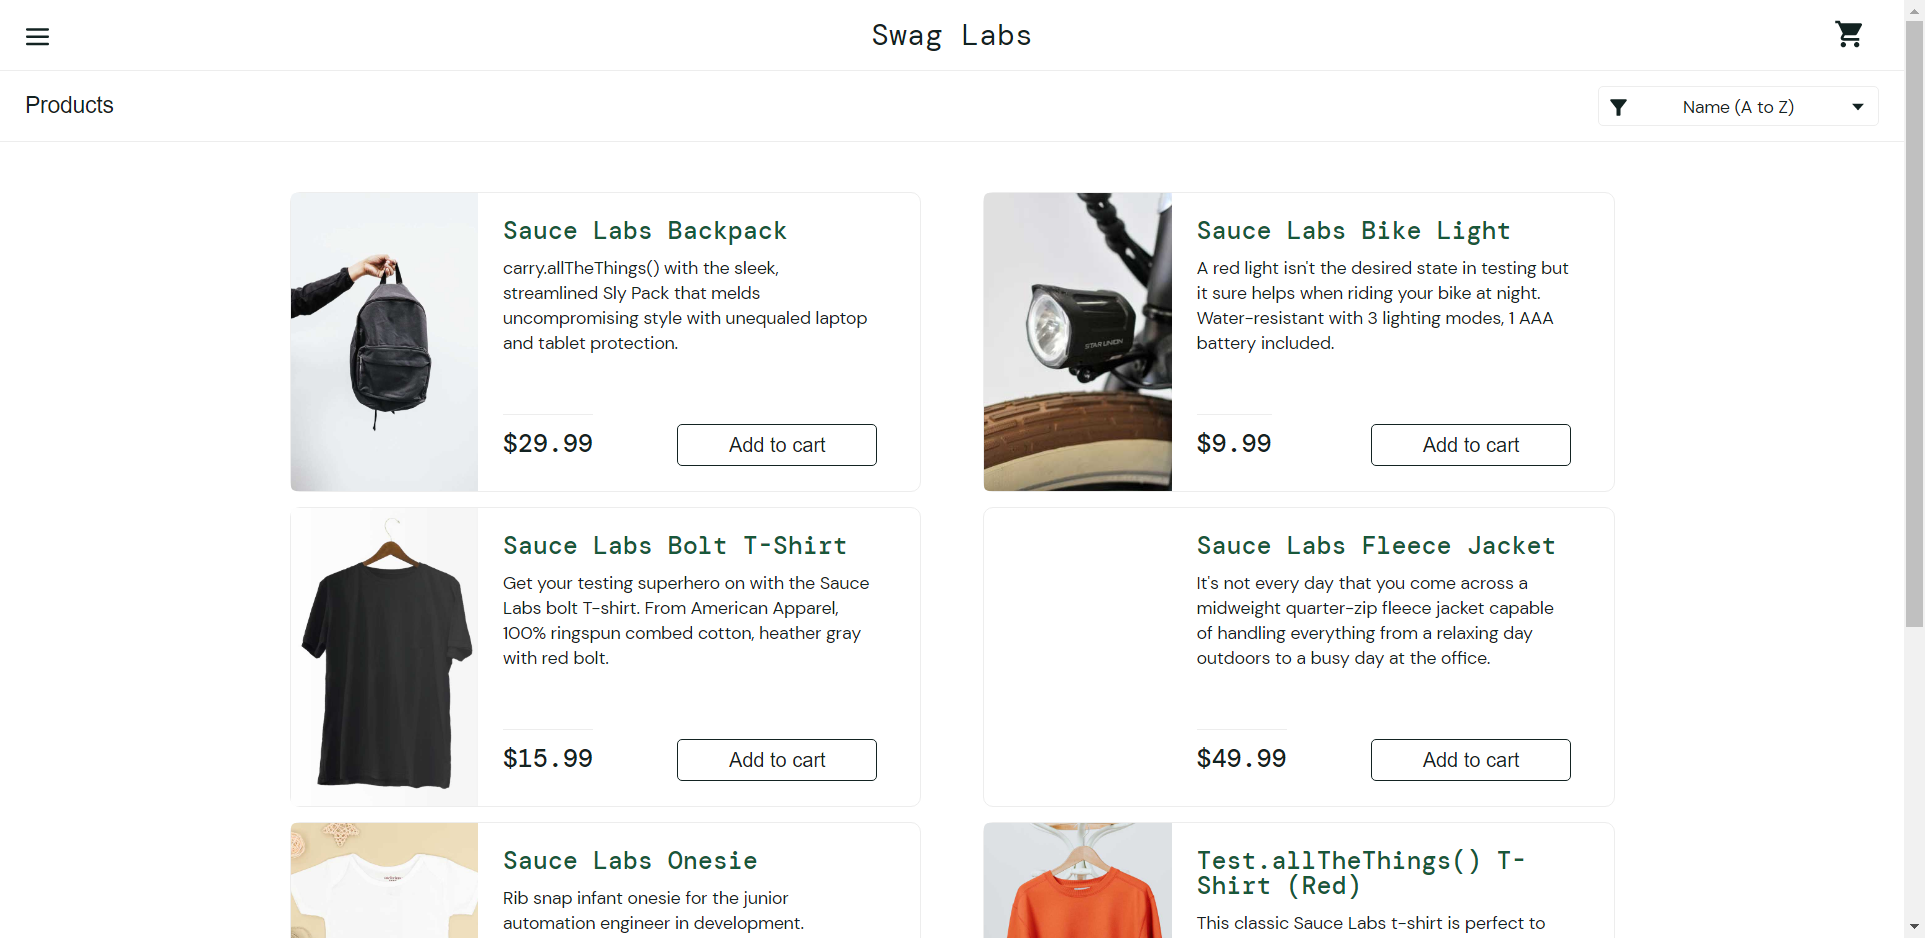 Swag Labs
Products
Name (A to Z)
Sauce Labs Backpack
carry.allTheThings() with the sleek,
streamlined Sly Pack that melds
uncompromising style with unequaled laptop
and tablet protection.
$29.99
Add to cart
Sauce Labs Bike Light
A red light isn't the desired state in testing but
it sure helps when riding your bike at night.
Water-resistant with 3 lighting modes, 1 AAA
battery included.
STAR UNION
$9.99
Add to cart
Sauce Labs Bolt T-Shirt
Get your testing superhero on with the Sauce
Labs bolt T-shirt. From American Apparel,
100% ringspun combed cotton, heather gray
with red bolt.
$15.99
Add to cart
Sauce Labs Fleece Jacket
It's not every day that you come across a
midweight quarter-zip fleece jacket capable
of handling everything from a relaxing day
outdoors to a busy day at the office.
$49.99
Add to cart
Sauce Labs Onesie
Rib snap infant onesie for the junior
automation engineer in development.
Test.allTheThings() T-
Shirt (Red)
This classic Sauce Labs t-shirt is perfect to